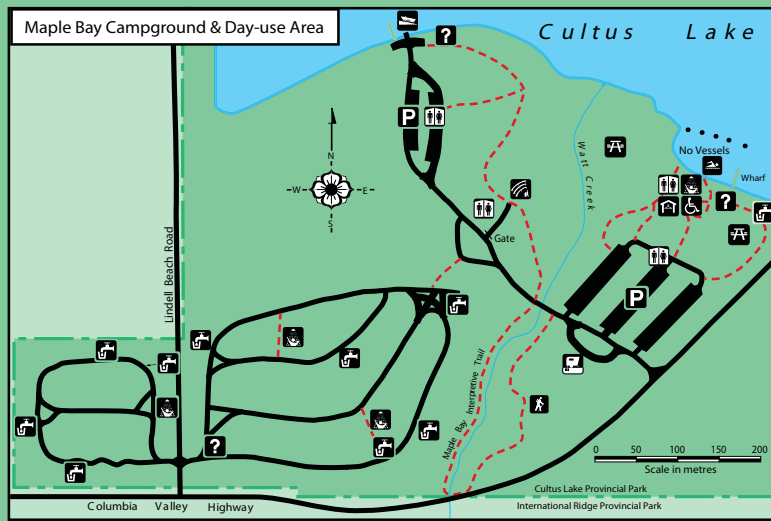 Maple Bay Campground & Day-use Area
Cultus Lake
?
P
N
W E
S
Watt Creek
No Vessels
Wharf
?
Gate
Lindell Beach Road
P
Maple Bay Interpretive Trail
?
0 50 100 150 200
Scale in metres
Cultus Lake Provincial Park
Columbia Valley Highway
International Ridge Provincial Park